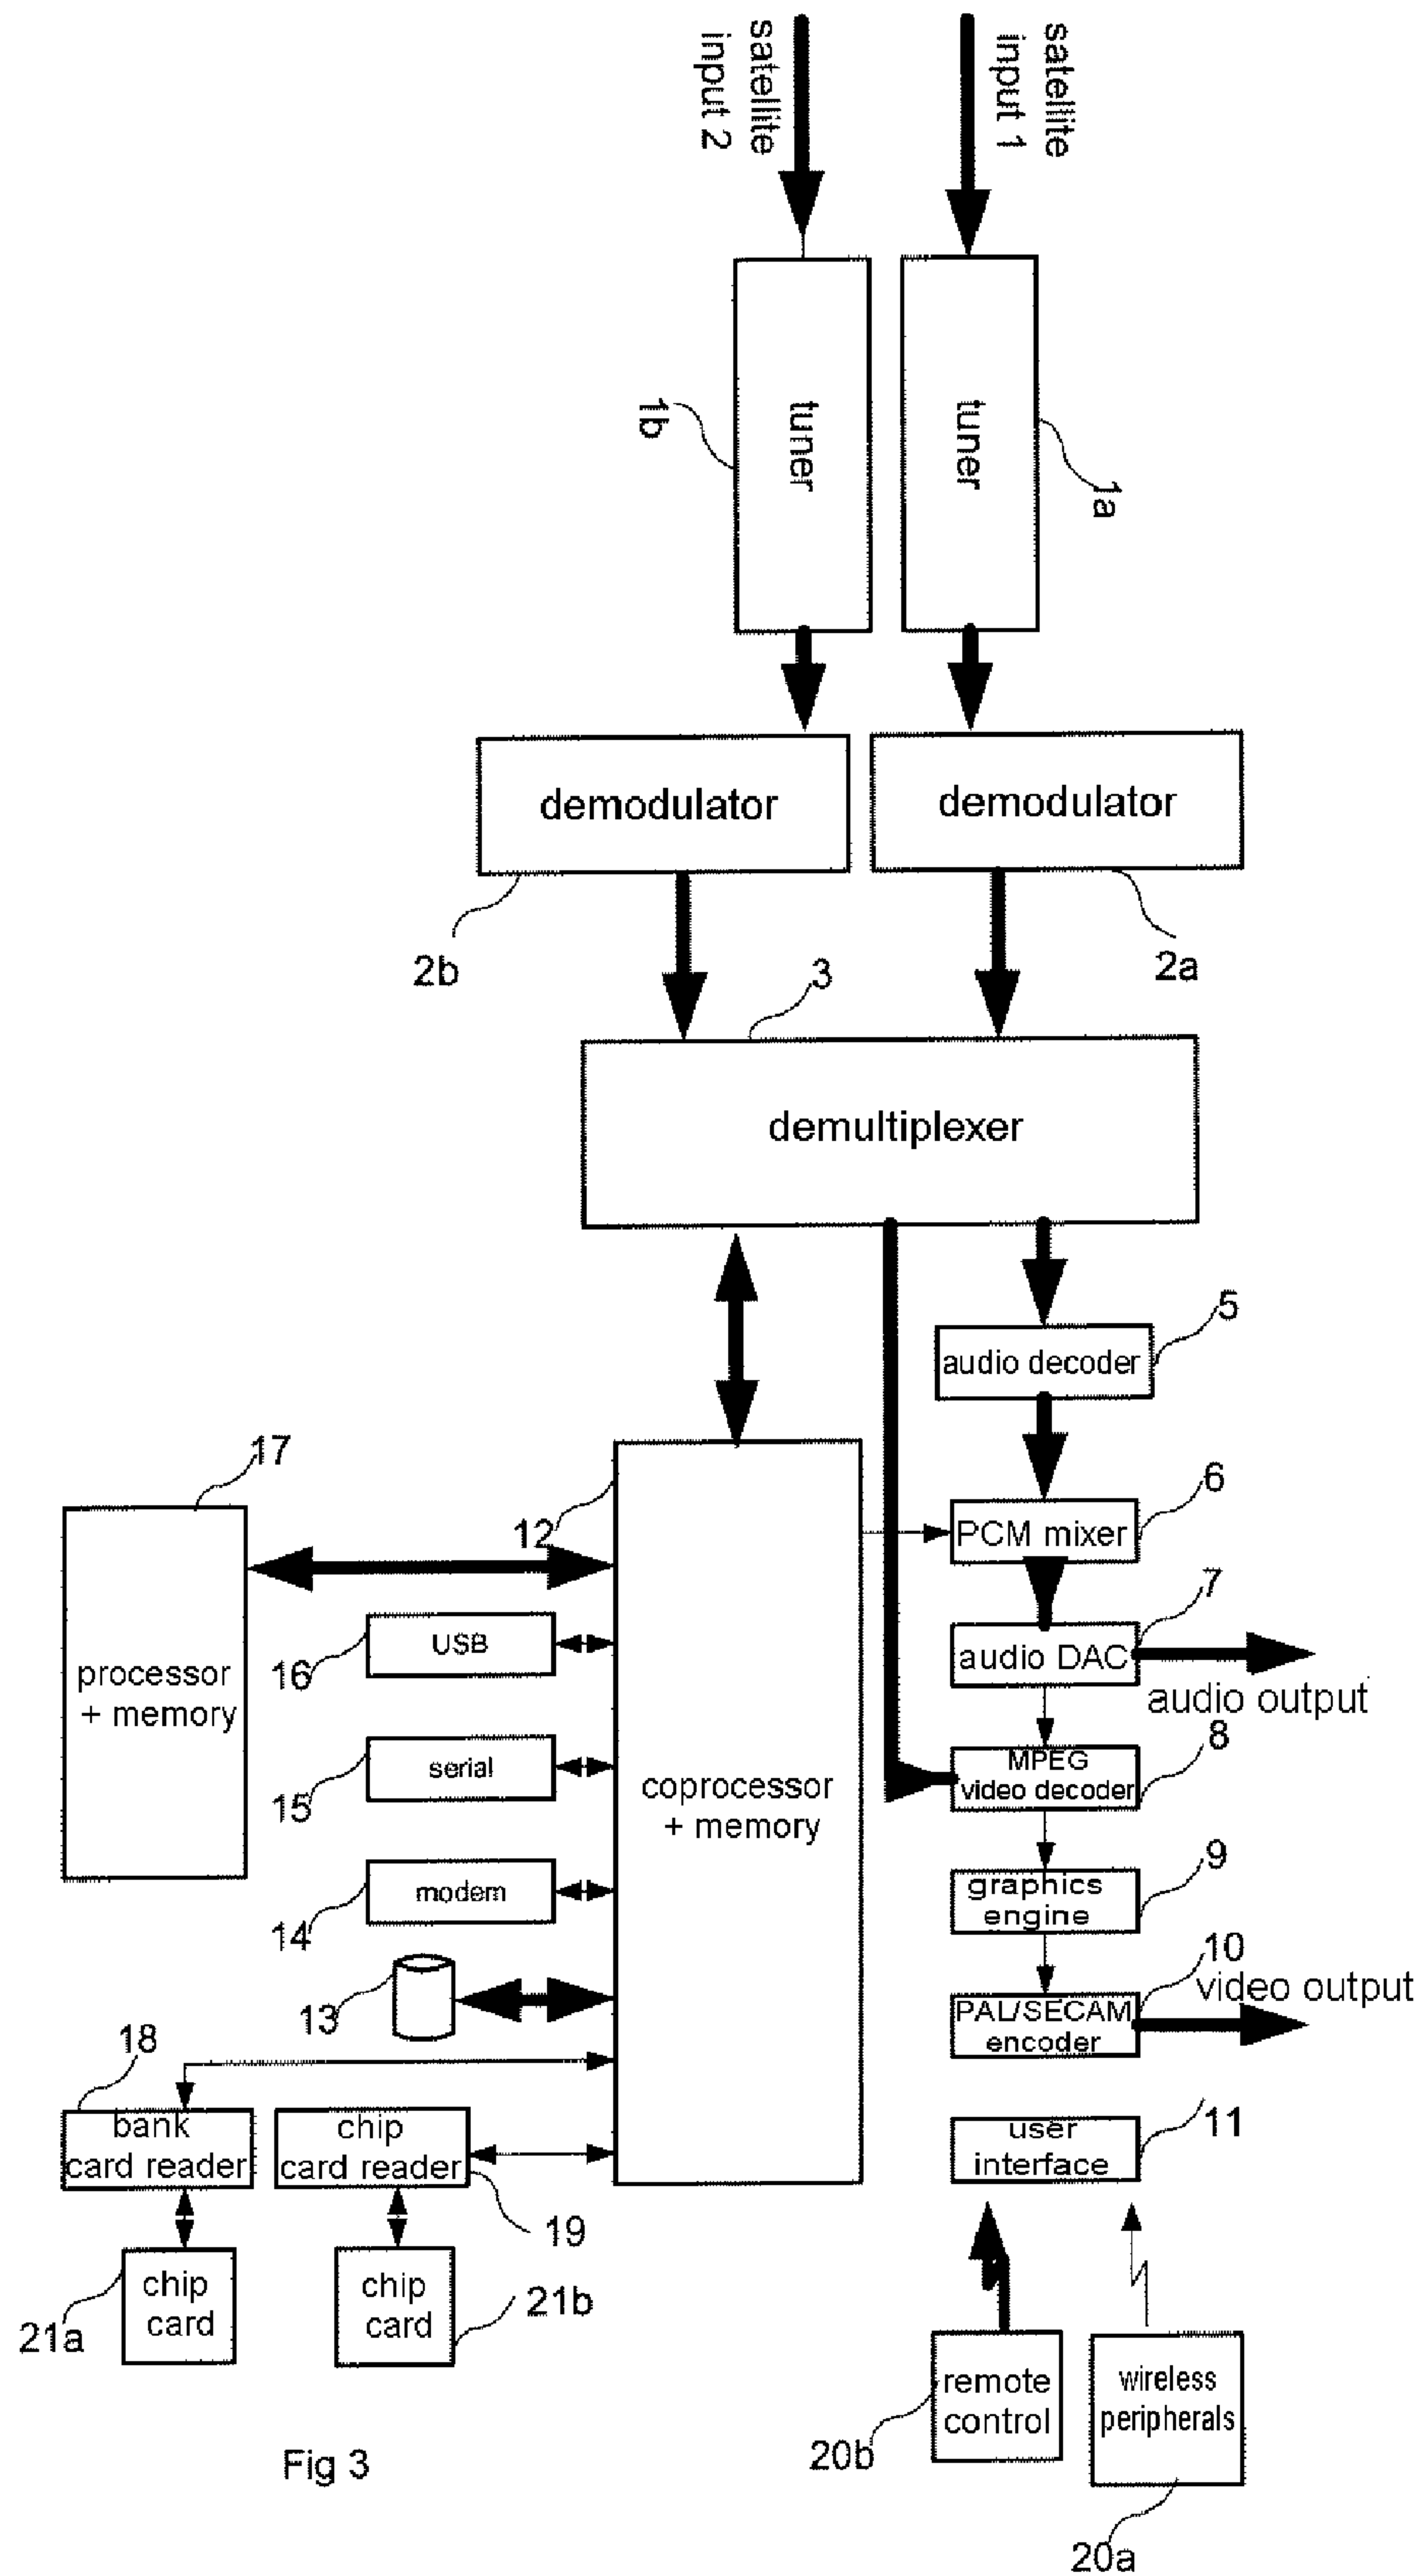 satellite
input 2
satellite
input 1
tuner
1b
tuner
1a
demodulator
demodulator
2b
2a
3
demultiplexer
5
audio decoder
17
12
6
PCM mixer
7
16
USB
audio DAC
audio output
processor
+ memory
8
MPEG
video decoder
15
serial
coprocessor
+ memory
9
graphics
engine
14
modem
10
video output
13
PAL/SECAM
encoder
18
11
bank
card reader
chip
card reader
user
interface
19
21a
chip
card
chip
card
21b
remote
control
wireless
peripherals
20b
Fig 3
20a